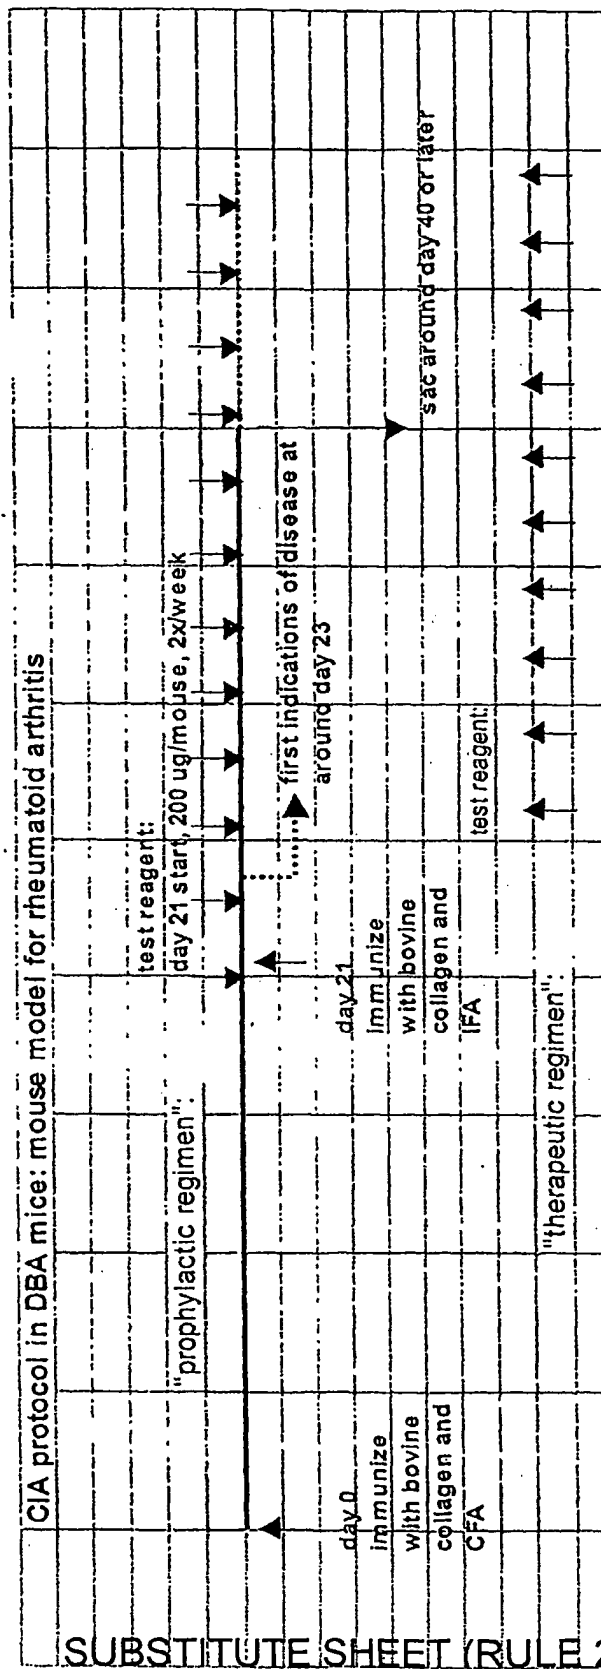 CIA protocol in DBA mice: mouse model for rheumatoid arthritis
test reagent:
day 21 start, 200 ug/mouse, 2x/week
"prophylactic regimen":
first indications of disease at
around day 23
day 0
immunize
with bovine
collagen and
CFA
day 21
immunize
with bovine
collagen and
IFA
sac around day 40 or later
test reagent:
"therapeutic regimen":
SUBSTITUTE SHEET (RULE 2